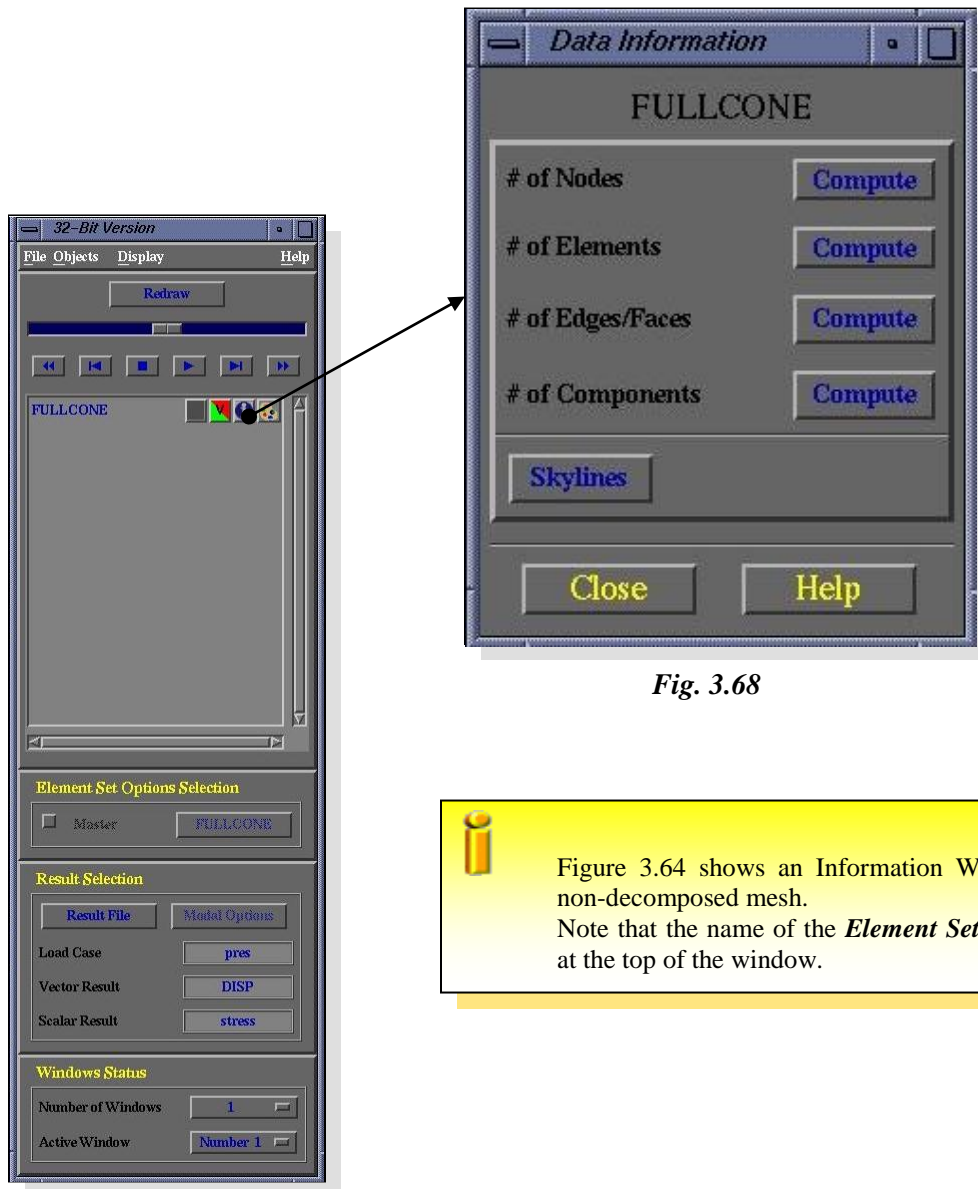 Data Information
FULLCONE
# of Nodes
Compute
# of Elements
Compute
# of Edges/Faces
Compute
# of Components
Compute
Skylines
Close
Help
Fig. 3.68
32-Bit Version
File Objects Display Help
Redraw
FULLCONE
V
Element Set Options Selection
Master
FULLCONE
Result Selection
Result File
Modal Options
Load Case
pres
Vector Result
DISP
Scalar Result
stress
Windows Status
Number of Windows
1
Active Window
Number 1
Figure 3.64 shows an Information W
non-decomposed mesh.
Note that the name of the Element Set
at the top of the window.